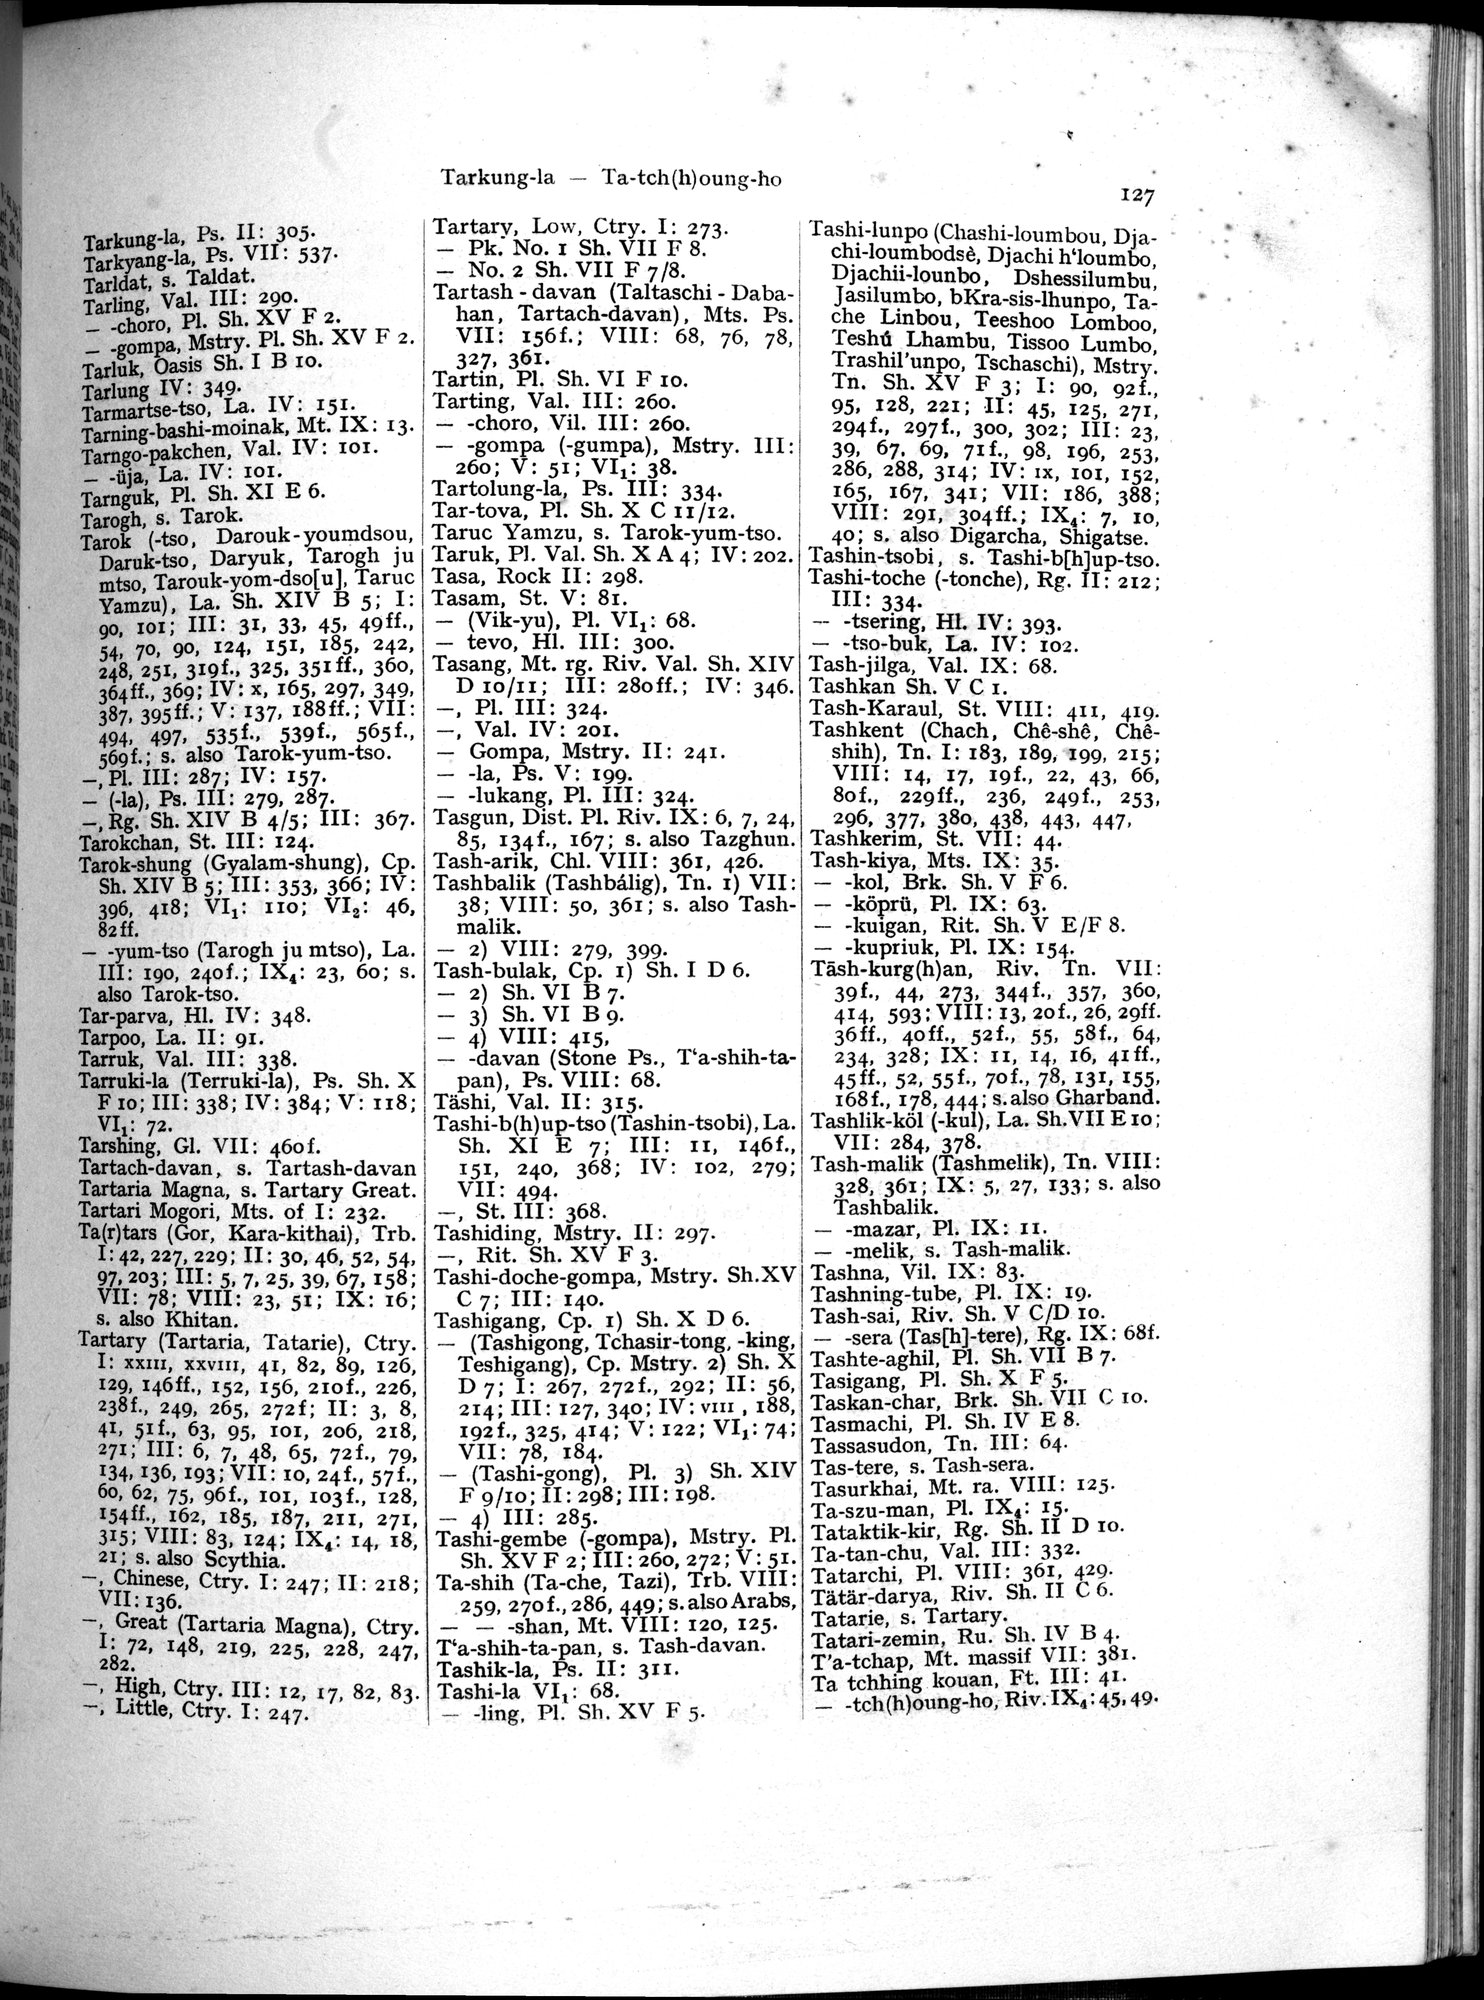 Tarkung-la — Ta-tch(h)oung-ho
127
Tarkung-la, Ps. II: 305.
Tarkyang-la, Ps. VII: 537.
Tarldat, s. Taldat.
Tarling, Val. III: 290.
— -choro, Pl. Sh. XV F 2.
— -gompa, Mstry. Pl. Sh. XV F 2.
Tarluk, Oasis Sh. I B 10.
Tarlung IV: 349.
Tarmartse-tso, La. IV: 151.
Tarning-bashi-moinak, Mt. IX: 13.
Tarngo-pakchen, Val. IV: 101.
— -üja, La. IV: 101.
Tarnguk, Pl. Sh. XI E 6.
Tarogh, s. Tarok.
Tarok (-tso, Darouk-youmdsou,
Daruk-tso, Daryuk, Tarogh ju
mtso, Tarouk-yom-dso[u], Taruc
Yamzu), La. Sh. XIV B 5; I:
90, 101; III: 31, 33, 45, 49ff.,
54, 70, 90, 124, 151, 185, 242,
248, 251, 319f., 325, 351ff., 360,
364ff., 369; IV: x, 165, 297, 349,
387, 395ff.; V: 137, 188ff.; VII:
494, 497, 535f., 539f., 565f.,
569f.; s. also Tarok-yum-tso.
—, Pl. III: 287; IV: 157.
— (-la), Ps. III: 279, 287.
—, Rg. Sh. XIV B 4/5; III: 367.
Tarokchan, St. III: 124.
Tarok-shung (Gyalam-shung), Cp.
Sh. XIV B 5; III: 353, 366; IV:
396, 418; VI₁: 110; VI₂: 46,
82ff.
— -yum-tso (Tarogh ju mtso), La.
III: 190, 240f.; IX₄: 23, 60; s.
also Tarok-tso.
Tar-parva, Hl. IV: 348.
Tarpoo, La. II: 91.
Tarruk, Val. III: 338.
Tarruki-la (Terruki-la), Ps. Sh. X
F 10; III: 338; IV: 384; V: 118;
VI₁: 72.
Tarshing, Gl. VII: 460f.
Tartach-davan, s. Tartash-davan
Tartaria Magna, s. Tartary Great.
Tartari Mogori, Mts. of I: 232.
Ta(r)tars (Gor, Kara-kithai), Trb.
I: 42, 227, 229; II: 30, 46, 52, 54,
97, 203; III: 5, 7, 25, 39, 67, 158;
VII: 78; VIII: 23, 51; IX: 16;
s. also Khitan.
Tartary (Tartaria, Tatarie), Ctry.
I: XXIII, XXVIII, 41, 82, 89, 126,
129, 146ff., 152, 156, 210f., 226,
238f., 249, 265, 272f; II: 3, 8,
41, 51f., 63, 95, 101, 206, 218,
271; III: 6, 7, 48, 65, 72f., 79,
134, 136, 193; VII: 10, 24f., 57f.,
60, 62, 75, 96f., 101, 103f., 128,
154ff., 162, 185, 187, 211, 271,
315; VIII: 83, 124; IX₄: 14, 18,
21; s. also Scythia.
—, Chinese, Ctry. I: 247; II: 218;
VII: 136.
—, Great (Tartaria Magna), Ctry.
I: 72, 148, 219, 225, 228, 247,
282.
—, High, Ctry. III: 12, 17, 82, 83.
—, Little, Ctry. I: 247.
Tartary, Low, Ctry. I: 273.
— Pk. No. 1 Sh. VII F 8.
— No. 2 Sh. VII F 7/8.
Tartash-davan (Taltaschi-Daba-
han, Tartach-davan), Mts. Ps.
VII: 156f.; VIII: 68, 76, 78,
327, 361.
Tartin, Pl. Sh. VI F 10.
Tarting, Val. III: 260.
— -choro, Vil. III: 260.
— -gompa (-gumpa), Mstry. III:
260; V: 51; VI₁: 38.
Tartolung-la, Ps. III: 334.
Tar-tova, Pl. Sh. X C 11/12.
Taruc Yamzu, s. Tarok-yum-tso.
Taruk, Pl. Val. Sh. X A 4; IV: 202.
Tasa, Rock II: 298.
Tasam, St. V: 81.
— (Vik-yu), Pl. VI₁: 68.
— tevo, Hl. III: 300.
Tasang, Mt. rg. Riv. Val. Sh. XIV
D 10/11; III: 280ff.; IV: 346.
—, Pl. III: 324.
—, Val. IV: 201.
— Gompa, Mstry. II: 241.
— -la, Ps. V: 199.
— -lukang, Pl. III: 324.
Tasgun, Dist. Pl. Riv. IX: 6, 7, 24,
85, 134f., 167; s. also Tazghun.
Tash-arik, Chl. VIII: 361, 426.
Tashbalik (Tashbálig), Tn. 1) VII:
38; VIII: 50, 361; s. also Tash-
malik.
— 2) VIII: 279, 399.
Tash-bulak, Cp. 1) Sh. I D 6.
— 2) Sh. VI B 7.
— 3) Sh. VI B 9.
— 4) VIII: 415.
— -davan (Stone Ps., T‘a-shih-ta-
pan), Ps. VIII: 68.
Täshi, Val. II: 315.
Tashi-b(h)up-tso (Tashin-tsobi), La.
Sh. XI E 7; III: 11, 146f.,
151, 240, 368; IV: 102, 279;
VII: 494.
—, St. III: 368.
Tashiding, Mstry. II: 297.
—, Rit. Sh. XV F 3.
Tashi-doche-gompa, Mstry. Sh. XV
C 7; III: 140.
Tashigang, Cp. 1) Sh. X D 6.
— (Tashigong, Tchasir-tong, -king,
Teshigang), Cp. Mstry. 2) Sh. X
D 7; I: 267, 272f., 292; II: 56,
214; III: 127, 340; IV: VIII, 188,
192f., 325, 414; V: 122; VI₁: 74;
VII: 78, 184.
— (Tashi-gong), Pl. 3) Sh. XIV
F 9/10; II: 298; III: 198.
— 4) III: 285.
Tashi-gembe (-gompa), Mstry. Pl.
Sh. XV F 2; III: 260, 272; V: 51.
Ta-shih (Ta-che, Tazi), Trb. VIII:
259, 270f., 286, 449; s. also Arabs,
— — -shan, Mt. VIII: 120, 125.
T‘a-shih-ta-pan, s. Tash-davan.
Tashik-la, Ps. II: 311.
Tashi-la VI₁: 68.
— -ling, Pl. Sh. XV F 5.
Tashi-lunpo (Chashi-loumbou, Dja-
chi-loumbodsè, Djachi h‘loumbo,
Djachii-lounbo, Dshessilumbu,
Jasilumbo, bKra-sis-lhunpo, Ta-
che Linbou, Teeshoo Lomboo,
Teshú Lhambu, Tissoo Lumbo,
Trashil'unpo, Tschaschi), Mstry.
Tn. Sh. XV F 3; I: 90, 92f.,
95, 128, 221; II: 45, 125, 271,
294f., 297f., 300, 302; III: 23,
39, 67, 69, 71f., 98, 196, 253,
286, 288, 314; IV: IX, 101, 152,
165, 167, 341; VII: 186, 388;
VIII: 291, 304ff.; IX₄: 7, 10,
40; s. also Digarcha, Shigatse.
Tashin-tsobi, s. Tashi-b[h]up-tso.
Tashi-toche (-tonche), Rg. II: 212;
III: 334.
— -tsering, Hl. IV: 393.
— -tso-buk, La. IV: 102.
Tash-jilga, Val. IX: 68.
Tashkan Sh. V C 1.
Tash-Karaul, St. VIII: 411, 419.
Tashkent (Chach, Chê-shê, Chê-
shih), Tn. I: 183, 189, 199, 215;
VIII: 14, 17, 19f., 22, 43, 66,
80f., 229ff., 236, 249f., 253,
296, 377, 380, 438, 443, 447,
Tashkerim, St. VII: 44.
Tash-kiya, Mts. IX: 35.
— -kol, Brk. Sh. V F 6.
— -köprü, Pl. IX: 63.
— -kuigan, Rit. Sh. V E/F 8.
— -kupriuk, Pl. IX: 154.
Tāsh-kurg(h)an, Riv. Tn. VII:
39f., 44, 273, 344f., 357, 360,
414, 593; VIII: 13, 20f., 26, 29ff.
36ff., 40ff., 52f., 55, 58f., 64,
234, 328; IX: 11, 14, 16, 41ff.,
45ff., 52, 55f., 70f., 78, 131, 155,
168f., 178, 444; s. also Gharband.
Tashlik-köl (-kul), La. Sh. VII E 10;
VII: 284, 378.
Tash-malik (Tashmelik), Tn. VIII:
328, 361; IX: 5, 27, 133; s. also
Tashbalik.
— -mazar, Pl. IX: 11.
— -melik, s. Tash-malik.
Tashna, Vil. IX: 83.
Tashning-tube, Pl. IX: 19.
Tash-sai, Riv. Sh. V C/D 10.
— -sera (Tas[h]-tere), Rg. IX: 68f.
Tashte-aghil, Pl. Sh. VII B 7.
Tasigang, Pl. Sh. X F 5.
Taskan-char, Brk. Sh. VII C 10.
Tasmachi, Pl. Sh. IV E 8.
Tassasudon, Tn. III: 64.
Tas-tere, s. Tash-sera.
Tasurkhai, Mt. ra. VIII: 125.
Ta-szu-man, Pl. IX₄: 15.
Tataktik-kir, Rg. Sh. II D 10.
Ta-tan-chu, Val. III: 332.
Tatarchi, Pl. VIII: 361, 429.
Tätär-darya, Riv. Sh. II C 6.
Tatarie, s. Tartary.
Tatari-zemin, Ru. Sh. IV B 4.
T'a-tchap, Mt. massif VII: 381.
Ta tchhing kouan, Ft. III: 41.
— -tch(h)oung-ho, Riv. IX₄: 45, 49.